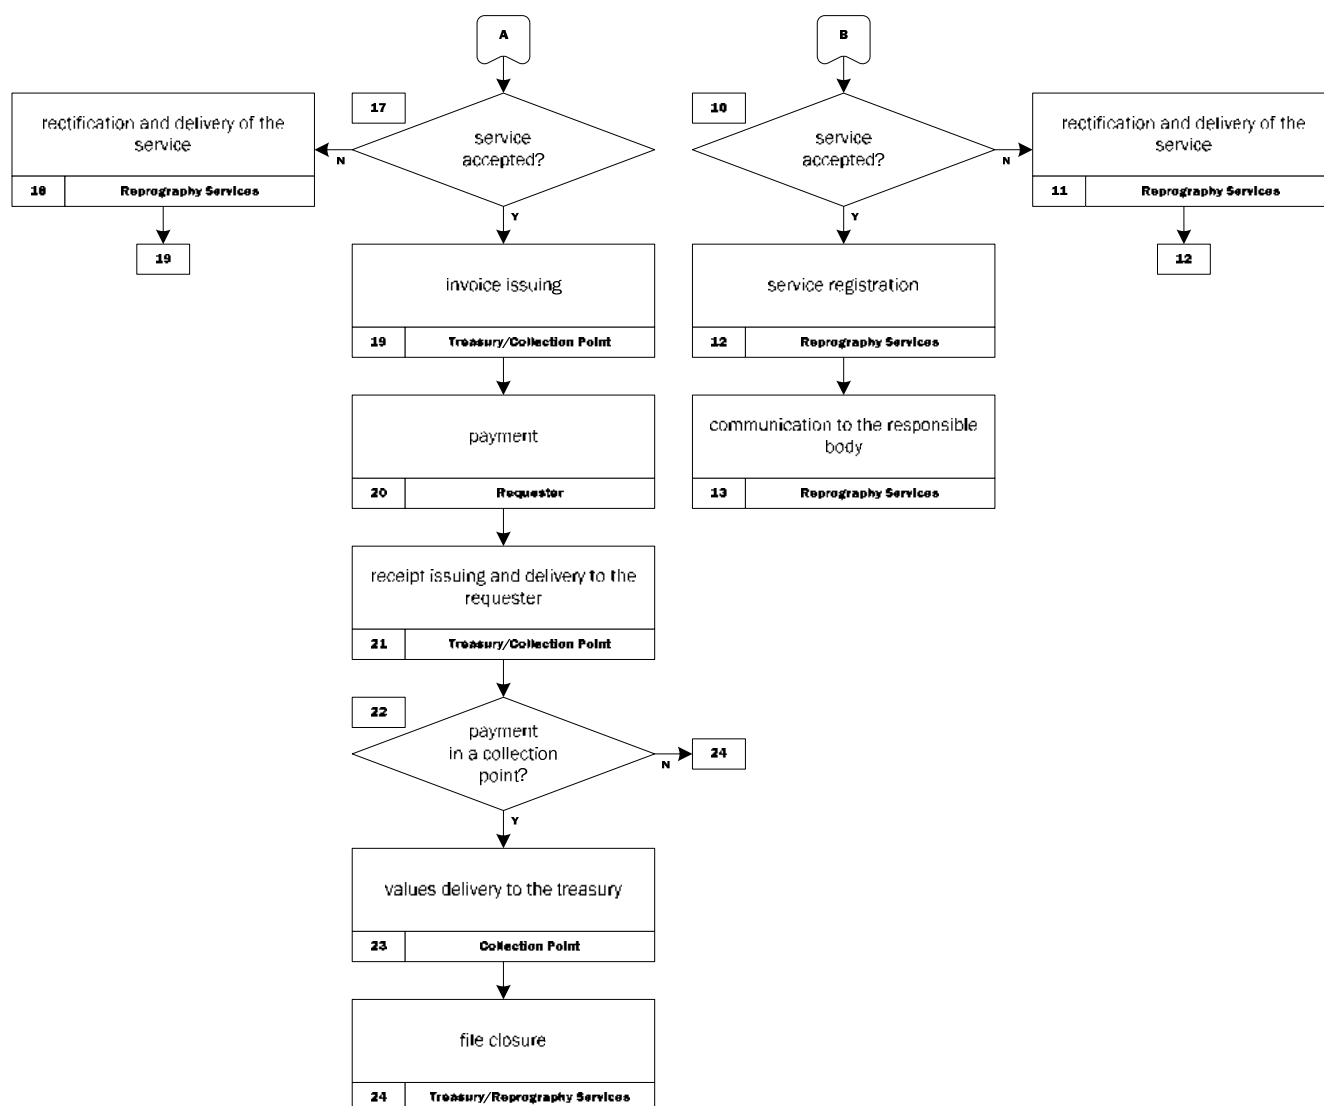 A
B
17
service
accepted?
N
Y
10
service
accepted?
N
Y
rectification and delivery of the
service
18
Reprography Services
19
rectification and delivery of the
service
11
Reprography Services
12
invoice issuing
19
Treasury/Collection Point
service registration
12
Reprography Services
payment
20
Requester
communication to the responsible
body
13
Reprography Services
receipt issuing and delivery to the
requester
21
Treasury/Collection Point
22
payment
in a collection
point?
N
24
Y
values delivery to the treasury
23
Collection Point
file closure
24
Treasury/Reprography Services